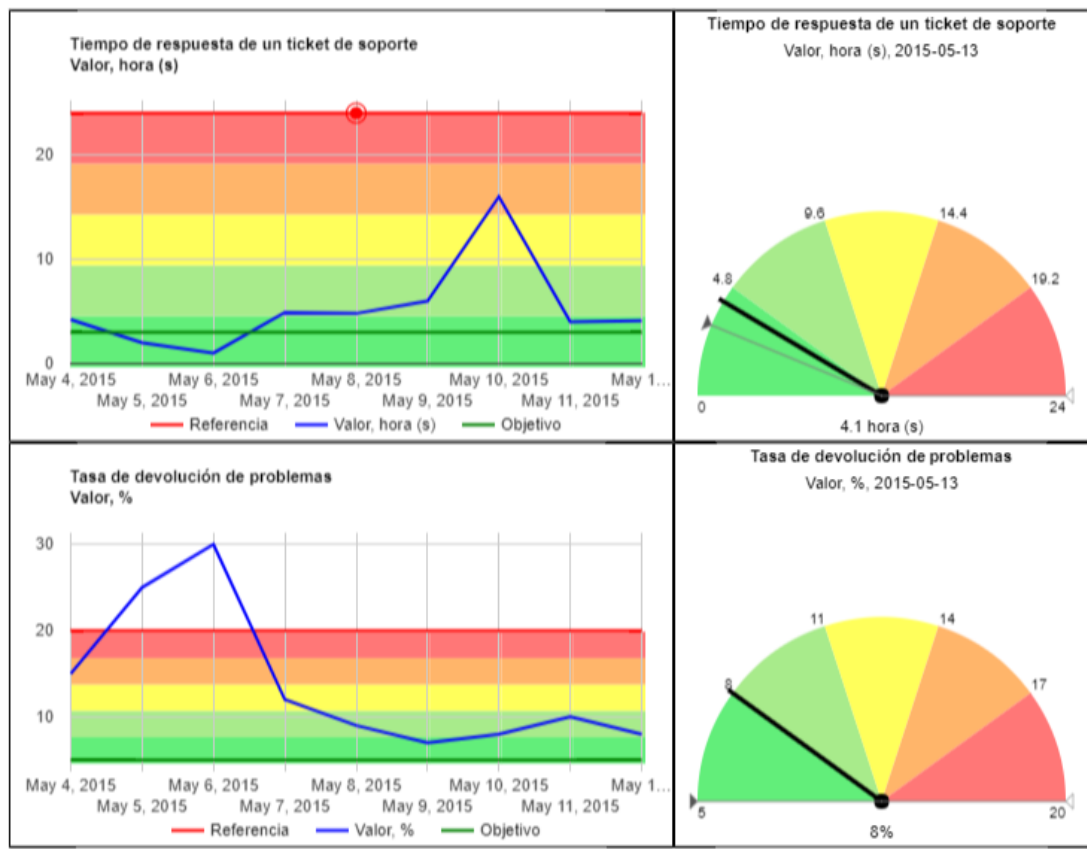 Tiempo de respuesta de un ticket de soporte
Valor, hora (s)
20
10
0
May 4, 2015
May 5, 2015
May 6, 2015
May 7, 2015
May 8, 2015
May 9, 2015
May 10, 2015
May 11, 2015
May 1...
Referencia
Valor, hora (s)
Objetivo
Tiempo de respuesta de un ticket de soporte
Valor, hora (s), 2015-05-13
0
4.8
9.6
14.4
19.2
24
4.1 hora (s)
Tasa de devolución de problemas
Valor, %
30
20
10
May 4, 2015
May 5, 2015
May 6, 2015
May 7, 2015
May 8, 2015
May 9, 2015
May 10, 2015
May 11, 2015
May 1...
Referencia
Valor, %
Objetivo
Tasa de devolución de problemas
Valor, %, 2015-05-13
5
8
11
14
17
20
8%